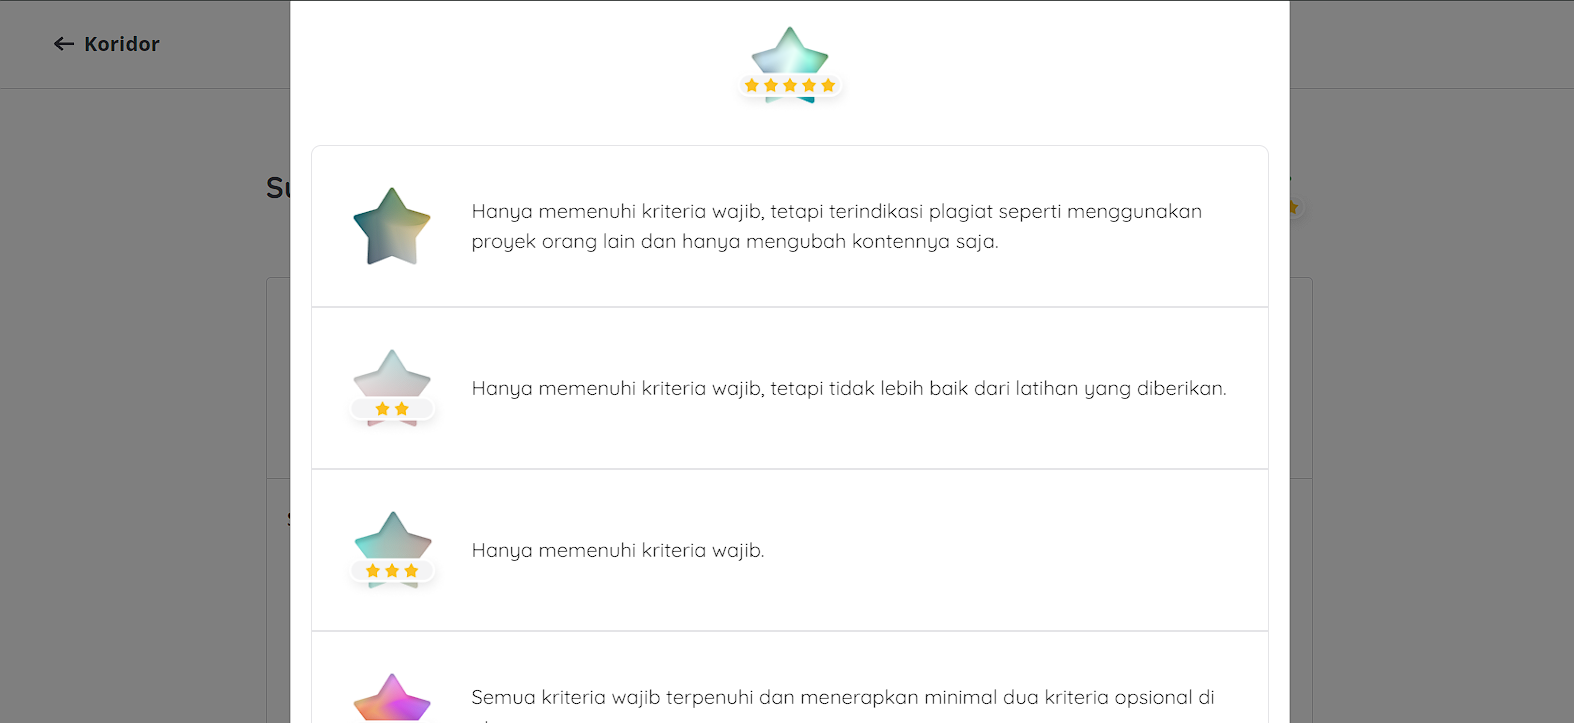 Koridor
Hanya memenuhi kriteria wajib, tetapi terindikasi plagiat seperti menggunakan
proyek orang lain dan hanya mengubah kontennya saja.
Hanya memenuhi kriteria wajib, tetapi tidak lebih baik dari latihan yang diberikan.
Hanya memenuhi kriteria wajib.
Semua kriteria wajib terpenuhi dan menerapkan minimal dua kriteria opsional di